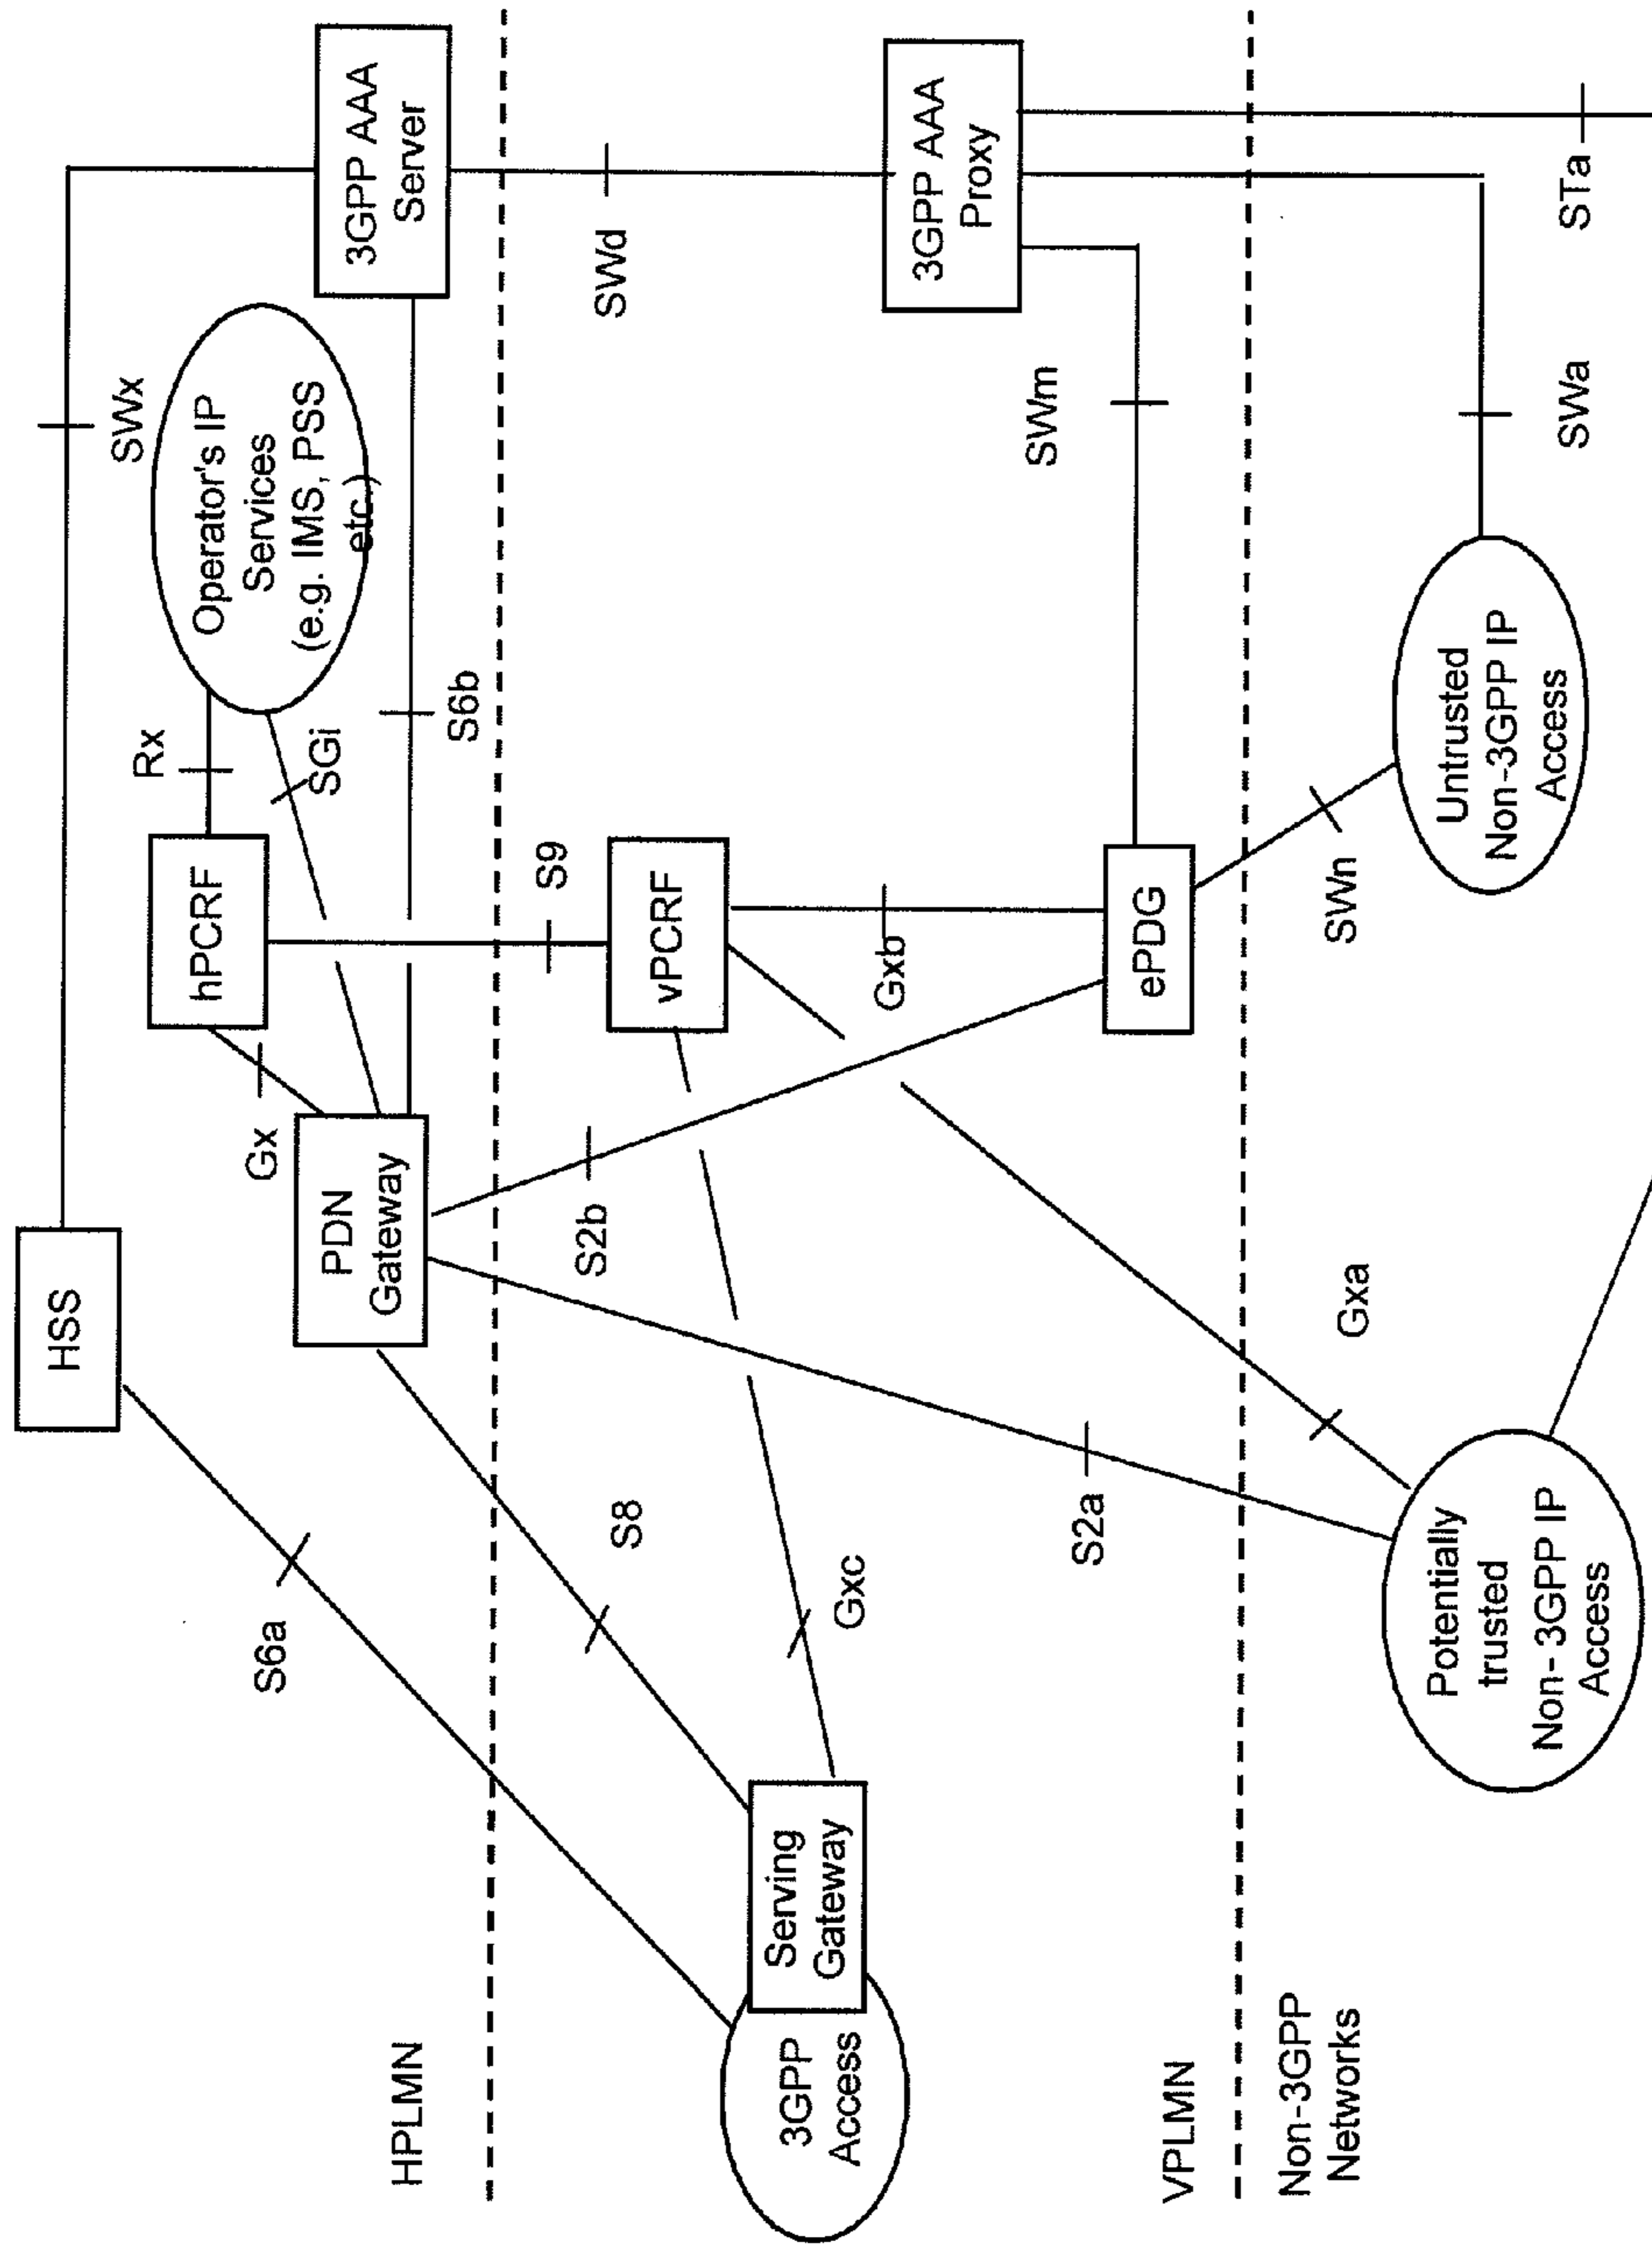 HSS
SWx
3GPP AAA
Server
hPCRF
Rx
Operator's IP
Services
(e.g. IMS, PSS
etc.)
Gx
SGi
PDN
Gateway
S6b
S6a
HPLMN
S9
SWd
S8
S2b
vPCRF
3GPP
Access
Serving
Gateway
Gxc
Gxb
3GPP AAA
Proxy
SWm
S2a
ePDG
VPLMN
Non-3GPP
Networks
SWn
Gxa
Potentially
trusted
Non-3GPP IP
Access
Untrusted
Non-3GPP IP
Access
SWa
STa